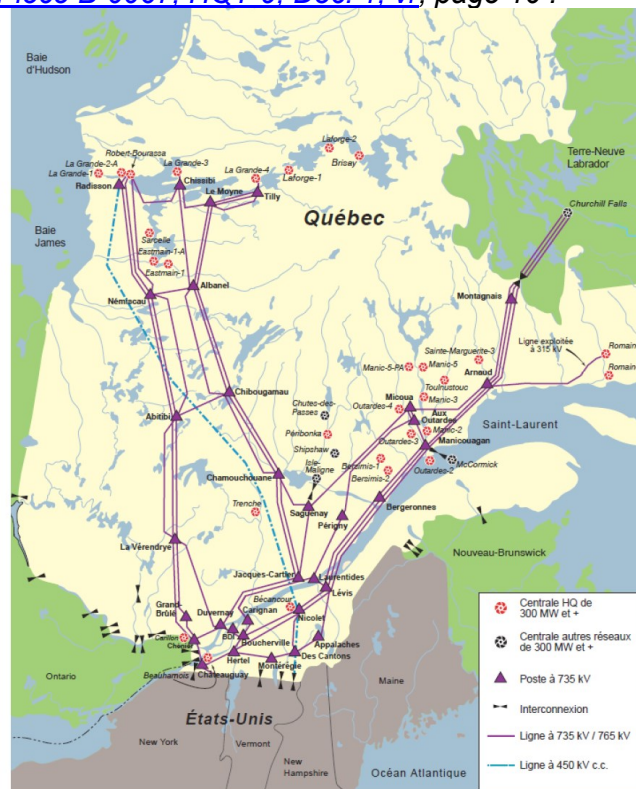 page 10 :
Baie
d'Hudson
Terre-Neuve
Labrador
Laforge-2
Brisay
Robert-Bourassa
La Grande-2-A
La Grande-1
La Grande-3
La Grande-4
Laforge-1
Radisson
Chissibi
Le Moyne
Tilly
Churchill Falls
Québec
Baie
James
Sarcelle
Eastmain-1-A
Eastmain-1
Albanel
Némiscau
Montagnais
Ligne exploitée
à 315 kV
Romain
Romain
Sainte-Marguerite-3
Manic-5-PA
Manic-5
Arnaud
Toulnustouc
Manic-3
Chibougamau
Micoua
Chutes-des-
Passes
Outardes-4
Aux
Outardes
Manic-2
Abitibi
Péribonka
Outardes-3
Manicouagan
Saint-Laurent
Shipshaw
Isle-
Maligne
Bersimis-1
Bersimis-2
Outardes-2
McCormick
Chamouchouane
Bergeronnes
Trenche
Saguenay
Périgny
La Vérendrye
Nouveau-Brunswick
Jacques-Cartier
Laurentides
Lévis
Bécancour
Nicolet
Grand-
Brûlé
Duvernay
Carignan
Boucherville
Appalaches
Carillon
Chénier
Hertel
Montérégie
Des Cantons
Beauharnois
Châteauguay
Ontario
Maine
États-Unis
New York
Vermont
New
Hampshire
Océan Atlantique
Centrale HQ de
300 MW et +
Centrale autres réseaux
de 300 MW et +
Poste à 735 kV
Interconnexion
Ligne à 735 kV / 765 kV
Ligne à 450 kV c.c.